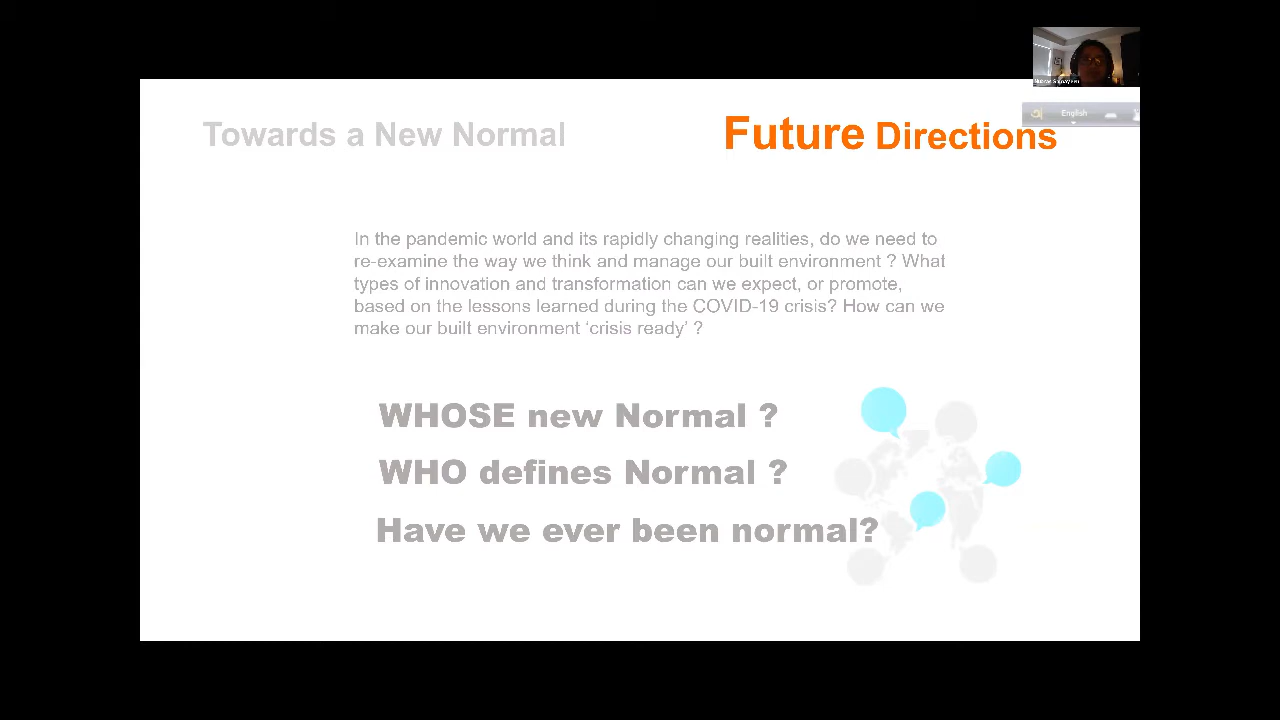 Towards a New Normal
Future Directions
English
In the pandemic world and its rapidly changing realities, do we need to
re-examine the way we think and manage our built environment ? What
types of innovation and transformation can we expect, or promote,
based on the lessons learned during the COVID-19 crisis? How can we
make our built environment ‘crisis ready’ ?
WHOSE new Normal ?
WHO defines Normal ?
Have we ever been normal?